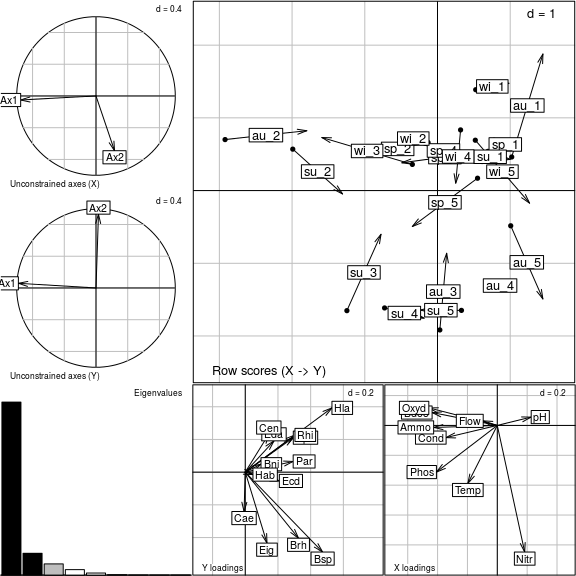 d = 0.4
Ax1
Ax2
Unconstrained axes (X)
d = 0.4
Ax2
Ax1
Unconstrained axes (Y)
Eigenvalues
d = 1
wi_1
au_1
au_2
wi_2
sp_1
wi_3
sp_2
wi_4
su_1
su_2
wi_5
sp_5
su_3
au_5
au_4
au_3
su_4
su_5
Row scores (X -> Y)
d = 0.2
Hla
Cen
Rhi
Par
Bni
Hab
Ecd
Cae
Eig
Brh
Bsp
Y loadings
d = 0.2
Oxyd
pH
Flow
Ammo
Cond
Phos
Temp
Nitr
X loadings